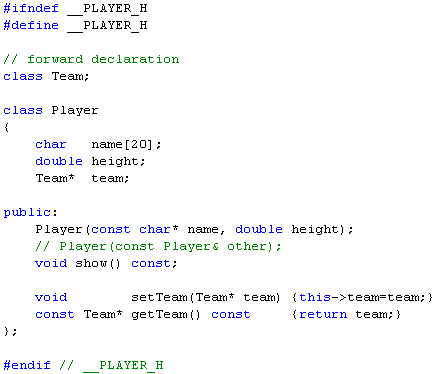 #ifndef __PLAYER_H
#define __PLAYER_H
// forward declaration
class Team;
class Player
{
char name[20];
double height;
Team* team;
public:
Player(const char* name, double height);
// Player(const Player& other);
void show() const;
void setTeam(Team* team) {this->team=team;}
const Team* getTeam() const {return team;}
};
#endif // __PLAYER_H